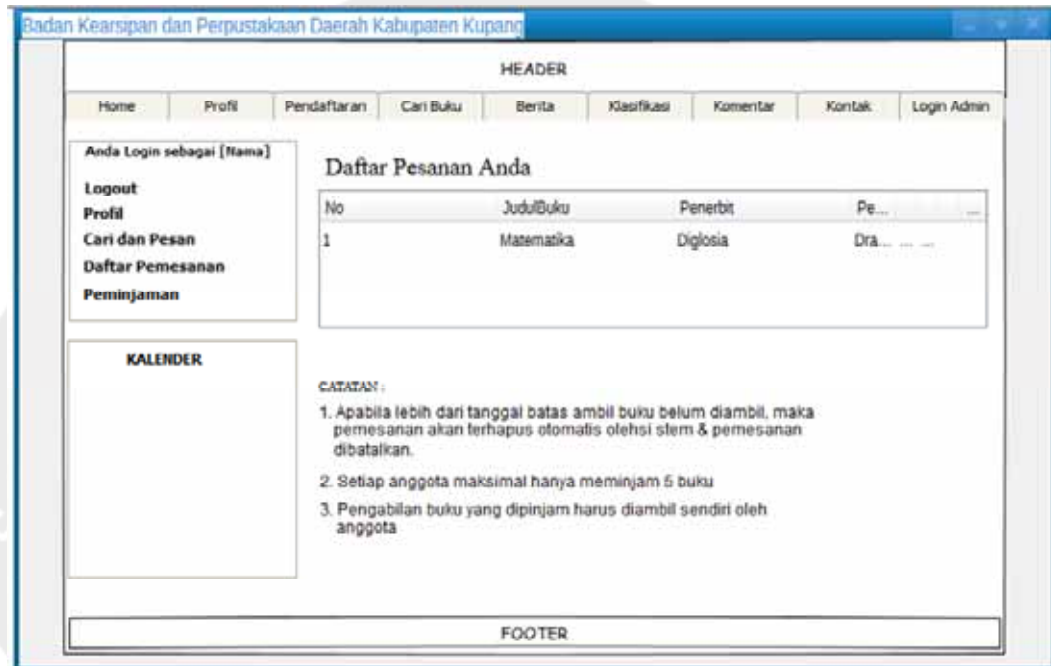 Badan Kearsipan dan Perpustakaan Daerah Kabupaten Kupang
HEADER
Home Profil Pendaftaran Cari Buku Berita Klasifikasi Komentar Kontak Login Admin
Anda Login sebagai [Nama]
Logout
Profil
Cari dan Pesan
Daftar Pemesanan
Peminjaman
KALENDER
Daftar Pesanan Anda
No JudulBuku Penerbit Pe... ...
1 Matematika Diglosia Dra... ... ...
CATATAN :
1. Apabila lebih dari tanggal batas ambil buku belum diambil, maka
pemesanan akan terhapus otomatis olehsi stem & pemesanan
dibatalkan.
2. Setiap anggota maksimal hanya meminjam 5 buku
3. Pengabilan buku yang dipinjam harus diambil sendiri oleh
anggota
FOOTER